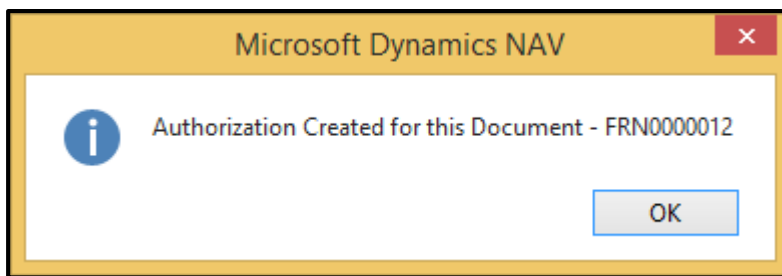 Microsoft Dynamics NAV
Authorization Created for this Document - FRN0000012
OK